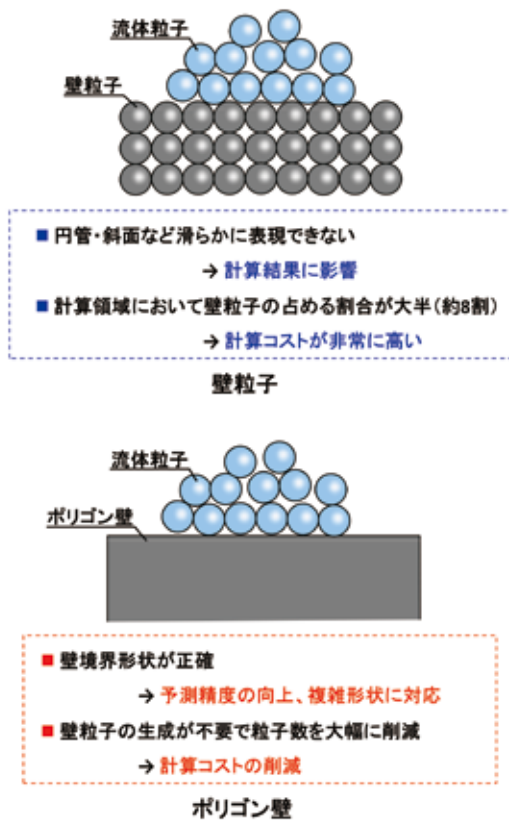 流体粒子
壁粒子
■ 円管・斜面など滑らかに表現できない
→ 計算結果に影響
■ 計算領域において壁粒子の占める割合が大半(約8割)
→ 計算コストが非常に高い
壁粒子
流体粒子
ポリゴン壁
■ 壁境界形状が正確
→ 予測精度の向上、複雑形状に対応
■ 壁粒子の生成が不要で粒子数を大幅に削減
→ 計算コストの削減
ポリゴン壁